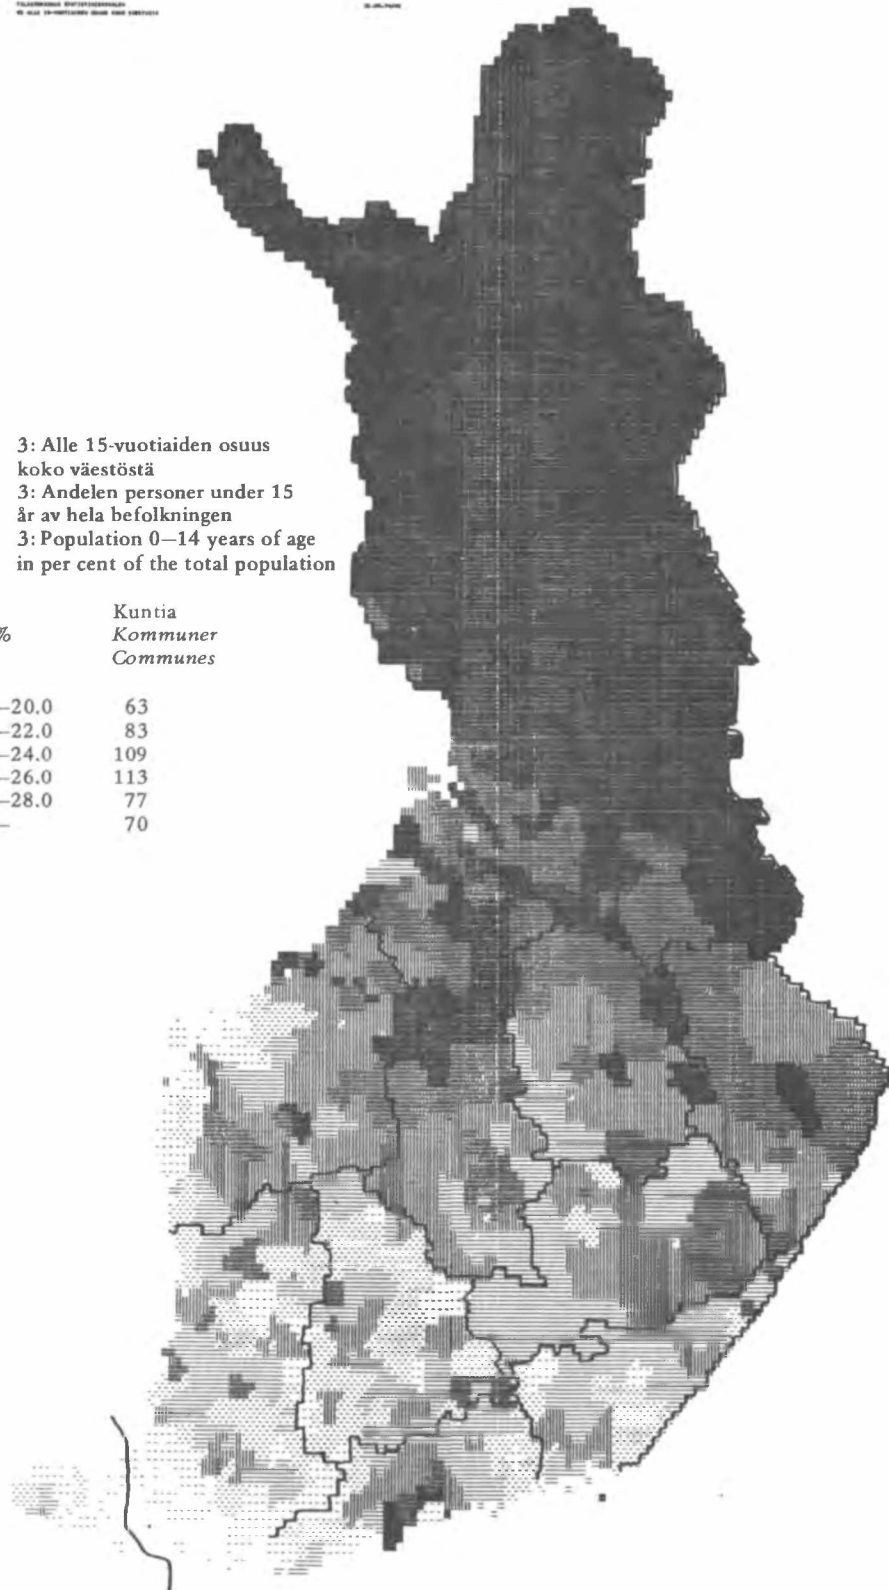 3: Alle 15-vuotiaiden osuus
koko väestöstä
3: Andelen personer under 15
år av hela befolkningen
3: Population 0—14 years of age
in per cent of the total population
Kuntia
% Kommuner
Communes
–20.0 63
–22.0 83
–24.0 109
–26.0 113
–28.0 77
– 70